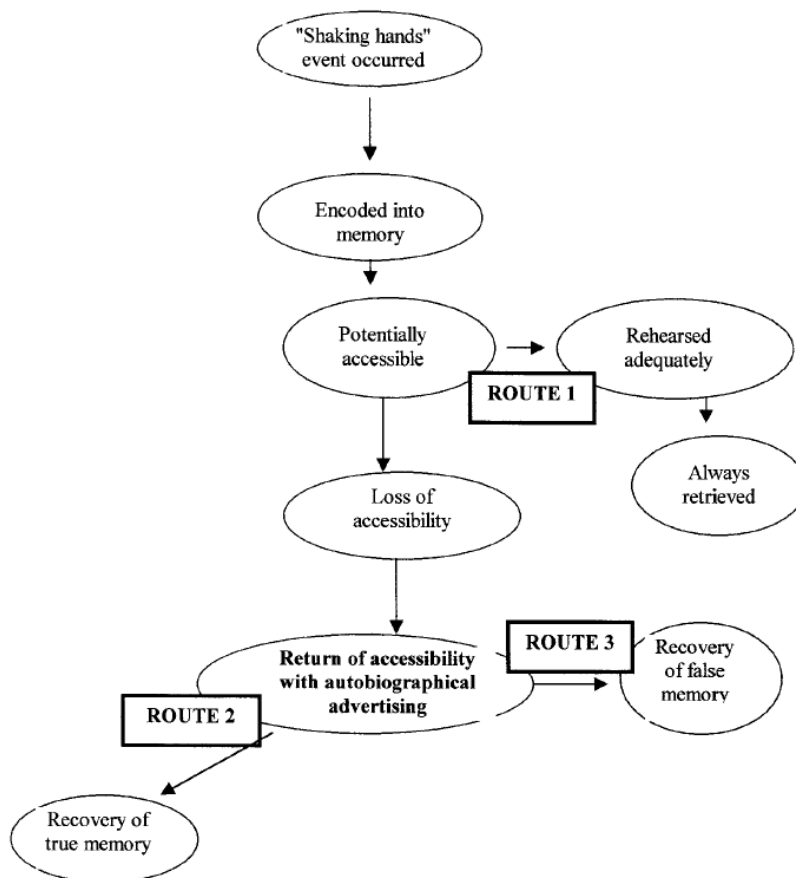 "Shaking hands"
event occurred
Encoded into
memory
Potentially
accessible
Rehearsed
adequately
ROUTE 1
Always
retrieved
Loss of
accessibility
ROUTE 3
Return of accessibility
with autobiographical
advertising
Recovery
of false
memory
ROUTE 2
Recovery of
true memory